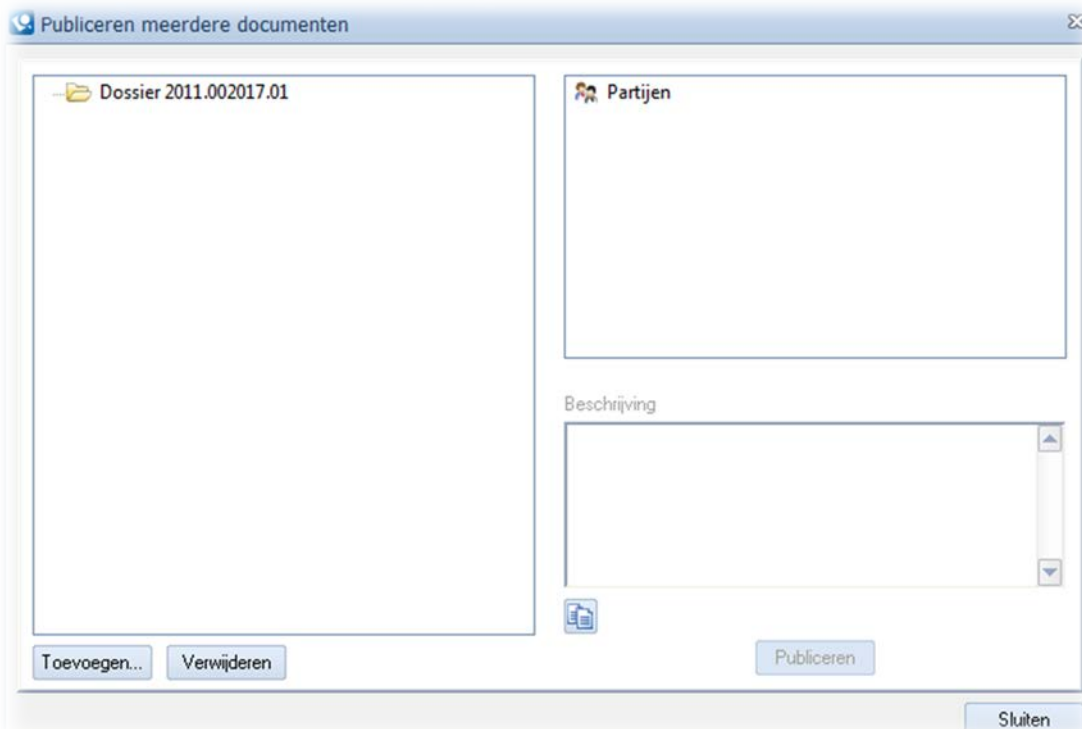 Publiceren meerdere documenten
Dossier 2011.002017.01
Partijen
Beschrijving
Toevoegen...
Verwijderen
Publiceren
Sluiten